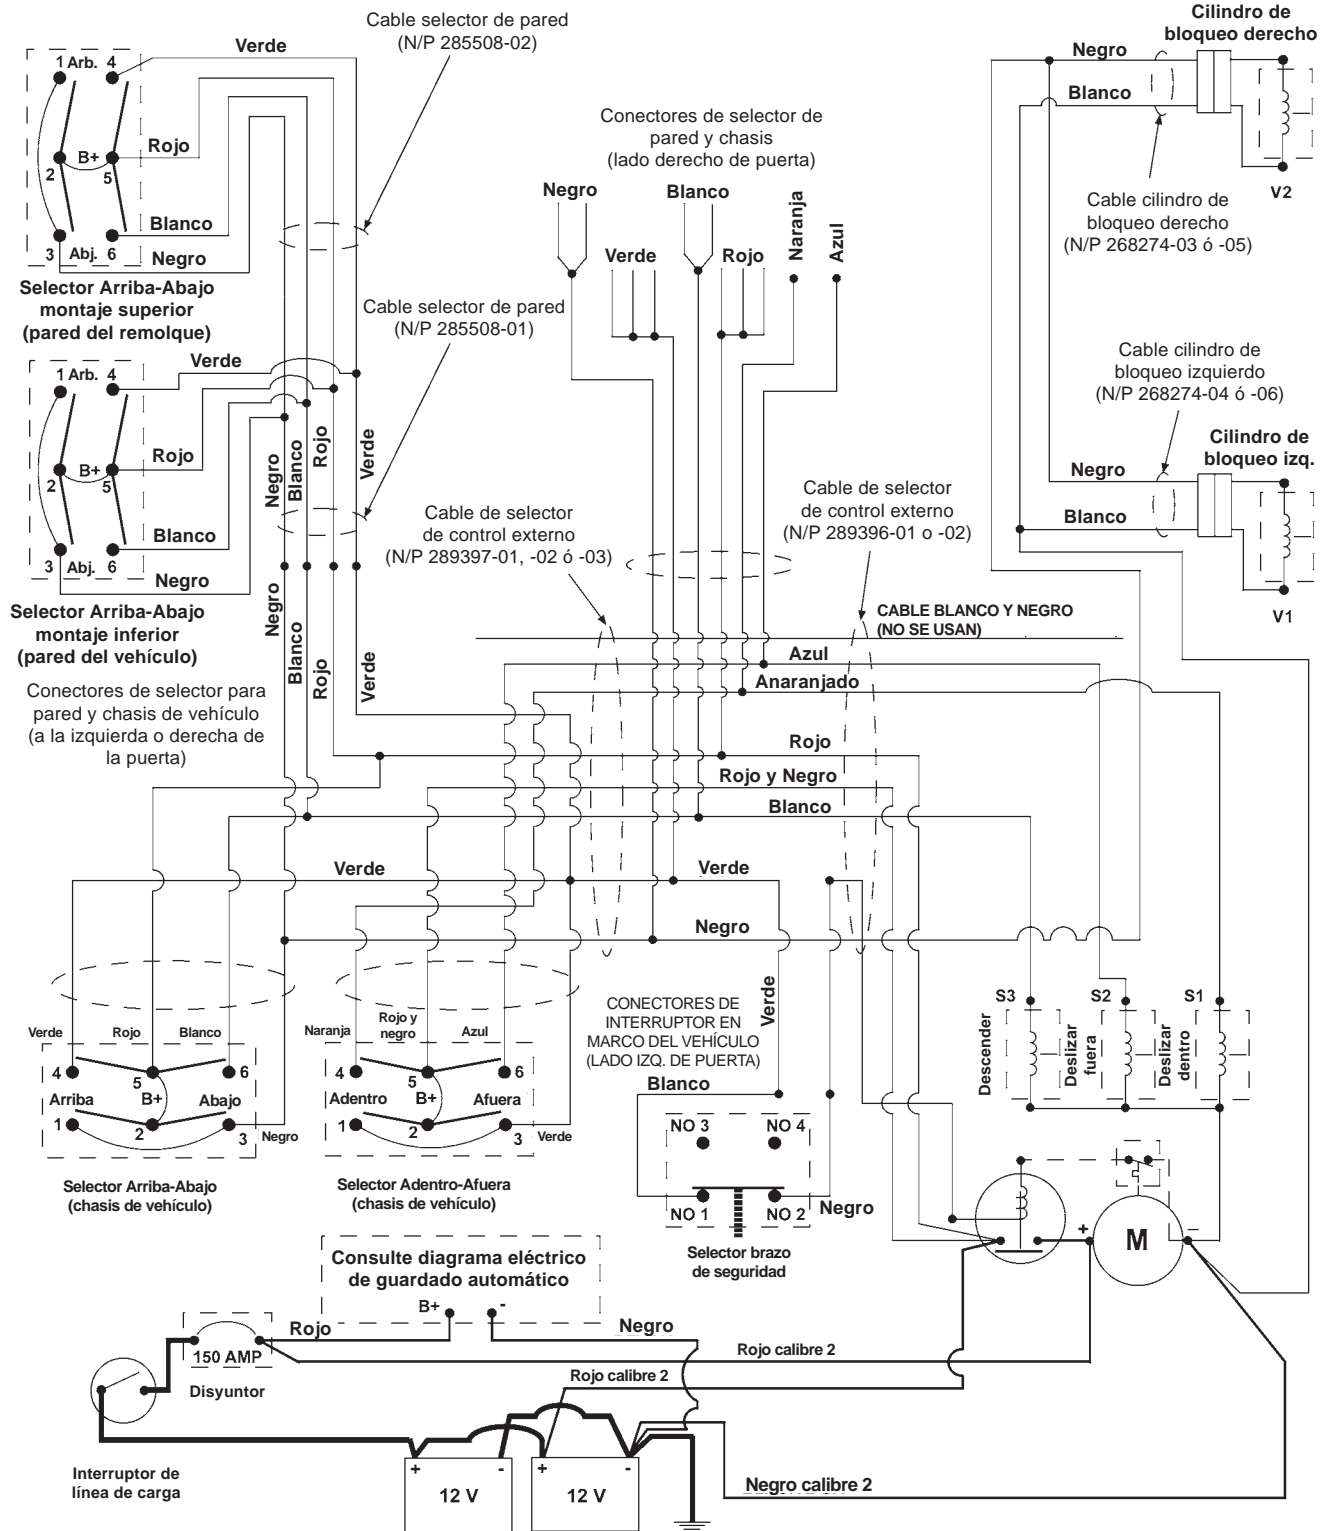 Cable selector de pared
(N/P 285508-02)
Cilindro de
bloqueo derecho
Verde
Negro
1 Arb. 4
Blanco
Conectores de selector de
pared y chasis
(lado derecho de puerta)
Rojo
B+
2
5
Negro
Blanco
Naranja
Azul
V2
Cable cilindro de
bloqueo derecho
(N/P 268274-03 ó -05)
Blanco
Verde
Rojo
3 Abj. 6
Negro
Selector Arriba-Abajo
montaje superior
(pared del remolque)
Cable selector de pared
(N/P 285508-01)
Cable cilindro de
bloqueo izquierdo
(N/P 268274-04 ó -06)
Verde
1 Arb. 4
Cilindro de
bloqueo izq.
Rojo
B+
2
5
Negro
Blanco
Rojo
Verde
Negro
Cable de selector
de control externo
(N/P 289397-01, -02 ó -03)
Cable de selector
de control externo
(N/P 289396-01 o -02)
Blanco
Blanco
3 Abj. 6
Negro
V1
Selector Arriba-Abajo
montaje inferior
(pared del vehículo)
Negro
Blanco
Rojo
Verde
CABLE BLANCO Y NEGRO
(NO SE USAN)
Azul
Anaranjado
Conectores de selector para
pared y chasis de vehículo
(a la izquierda o derecha de
la puerta)
Rojo
Rojo y Negro
Blanco
Verde
Verde
Negro
Verde
CONECTORES DE
INTERRUPTOR EN
MARCO DEL VEHÍCULO
(LADO IZQ. DE PUERTA)
S3
S2
S1
Descender
Deslizar
fuera
Deslizar
dentro
Verde
Rojo
Blanco
Naranja
Rojo y
negro
Azul
4
5
6
4
5
6
Blanco
Arriba
B+
Abajo
Adentro
B+
Afuera
1
2
3
Negro
1
2
3
Verde
NO 3
NO 4
NO 1
NO 2
Negro
Selector Arriba-Abajo
(chasis de vehículo)
Selector Adentro-Afuera
(chasis de vehículo)
Selector brazo
de seguridad
+
M
-
Consulte diagrama eléctrico
de guardado automático
B+
-
Rojo
Negro
150 AMP
Disyuntor
Rojo calibre 2
Rojo calibre 2
Interruptor de
línea de carga
+
-
+
-
12 V
12 V
Negro calibre 2